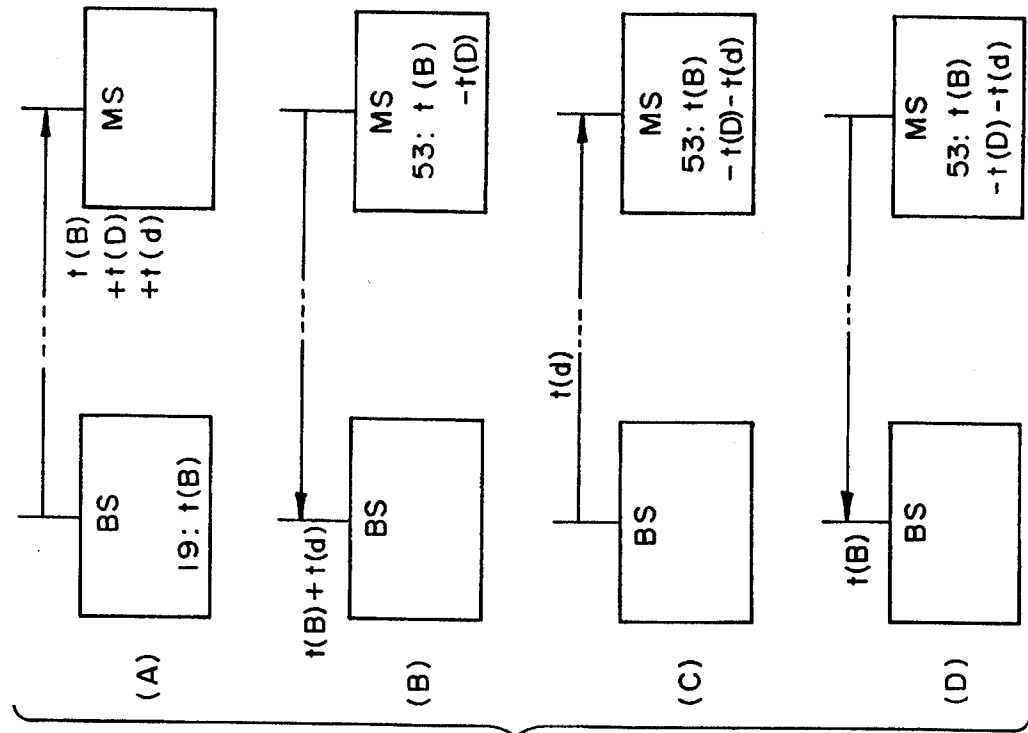 (A)
BS
19: t(B)
t(B)
+t(D)
+t(d)
MS
(B)
t(B)+t(d)
BS
MS
53: t(B)
-t(D)
(C)
BS
t(d)
MS
53: t(B)
-t(D)-t(d)
(D)
t(B)
BS
MS
53: t(B)
-t(D)-t(d)